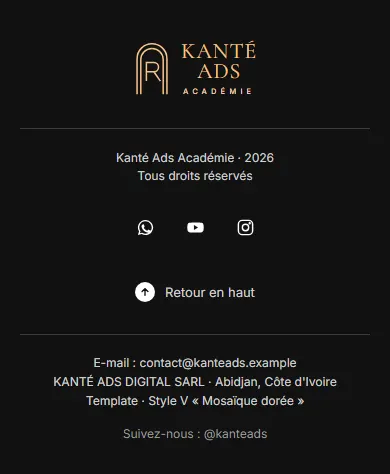 R
KANTÉ
ADS
ACADÉMIE
Kanté Ads Académie · 2026
Tous droits réservés
Retour en haut
E-mail : contact@kanteads.example
KANTÉ ADS DIGITAL SARL · Abidjan, Côte d'Ivoire
Template · Style V « Mosaïque dorée »
Suivez-nous : @kanteads